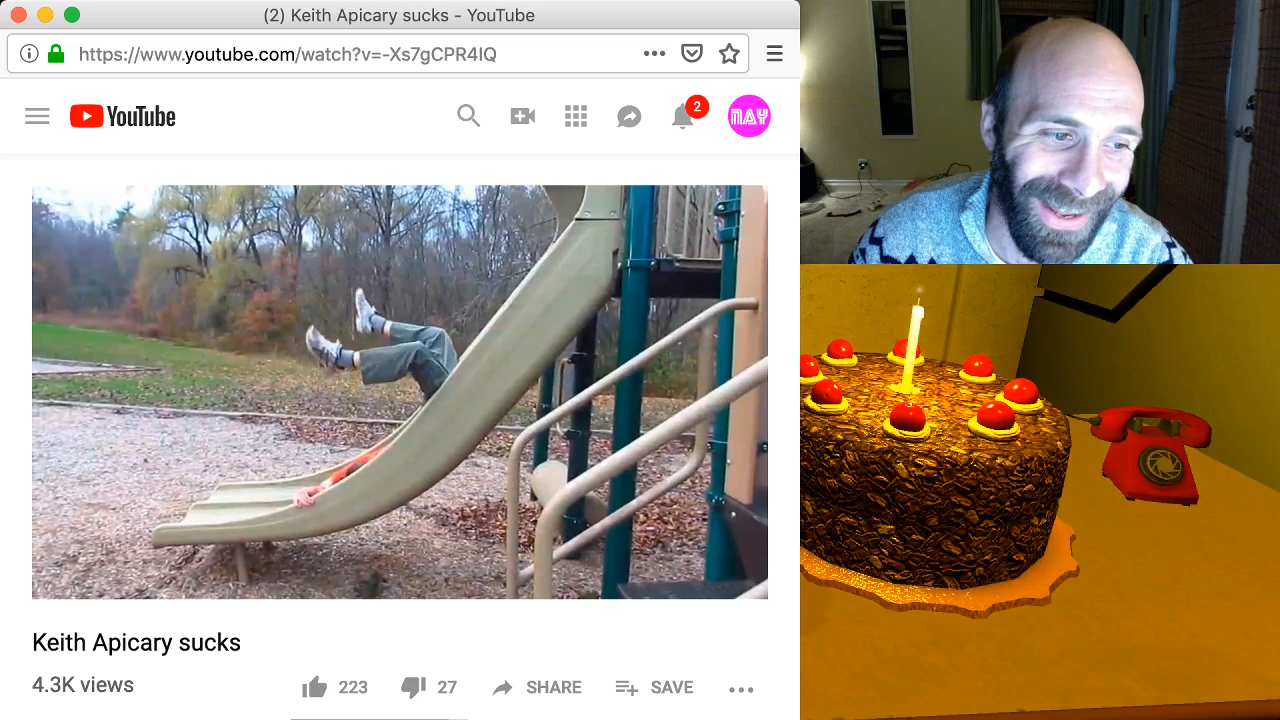 (2) Keith Apicary sucks - YouTube
https://www.youtube.com/watch?v=-Xs7gCPR4IQ
YouTube
2
NAY
Keith Apicary sucks
4.3K views
223
27
SHARE
SAVE